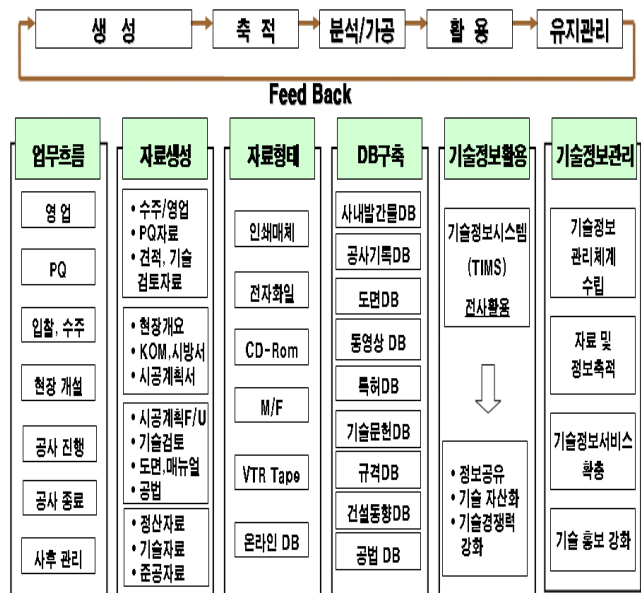 생 성
축 적
분석/가공
활 용
유지관리
Feed Back
업무흐름
영 업
PQ
입찰, 수주
현장 개설
공사 진행
공사 종료
사후 관리
자료생성
• 수주/영업
• PQ자료
• 견적, 기술
검토자료
• 현장개요
• KOM,시방서
• 시공계획서
• 시공계획F/U
• 기술검토
• 도면,매뉴얼
• 공법
• 정산자료
• 기술자료
• 준공자료
자료형태
인쇄매체
전자화일
CD-Rom
M/F
VTR Tape
온라인 DB
DB구축
사내발간물DB
공사기록DB
도면DB
동영상 DB
특허DB
기술문헌DB
규격DB
건설동향DB
공법 DB
기술정보활용
기술정보시스템
(TIMS)
전사활용
• 정보공유
• 기술 자산화
• 기술경쟁력
강화
기술정보관리
기술정보
관리체계
수립
자료 및
정보축적
기술정보서비스
확충
기술 홍보 강화